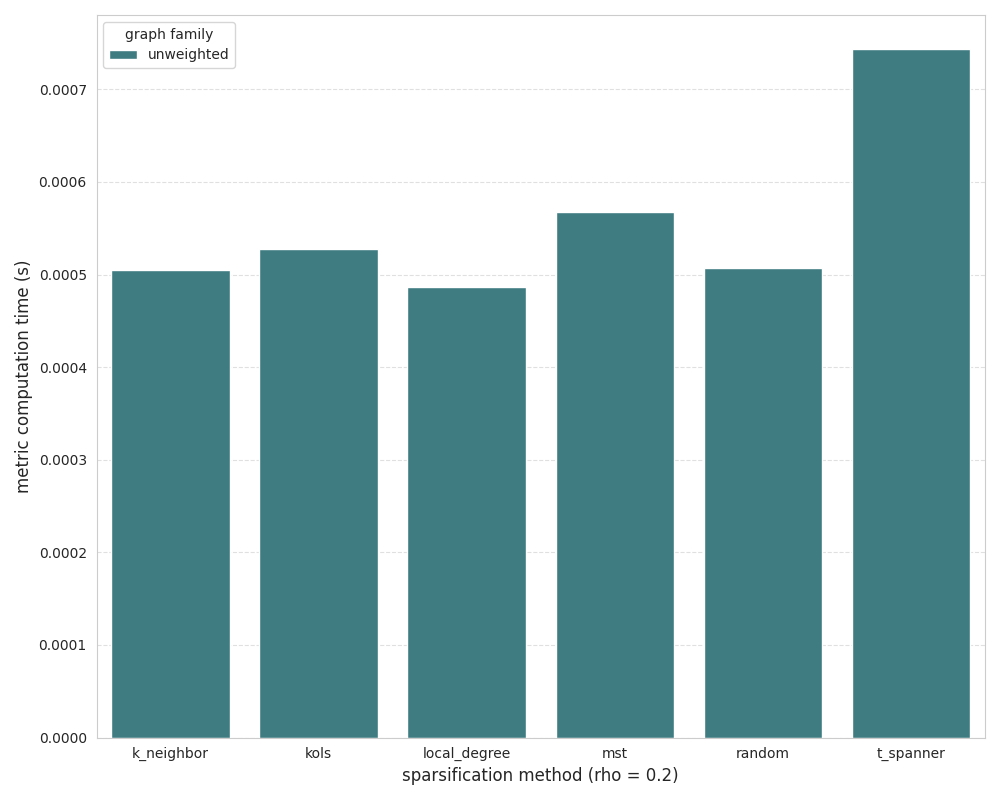 graph family
unweighted
metric computation time (s)
0.0007
0.0006
0.0005
0.0004
0.0003
0.0002
0.0001
0.0000
k_neighbor kols local_degree mst random t_spanner
sparsification method (rho = 0.2)